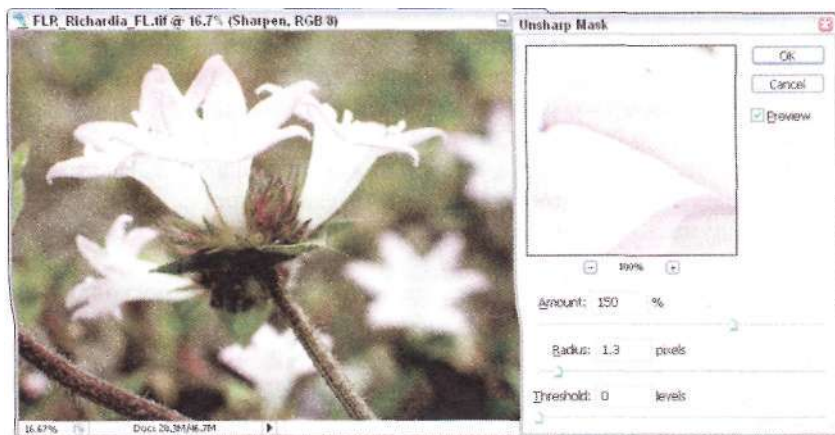 FLR_Richardia_FL.tif @ 16.7% (Sharpen, RGB 8)
Unsharp Mask
OK
Cancel
Preview
100%
Amount: 150 %
Radius: 1.3 pixels
Threshold: 0 levels
16.67%
Docs 20.3M/46.7M